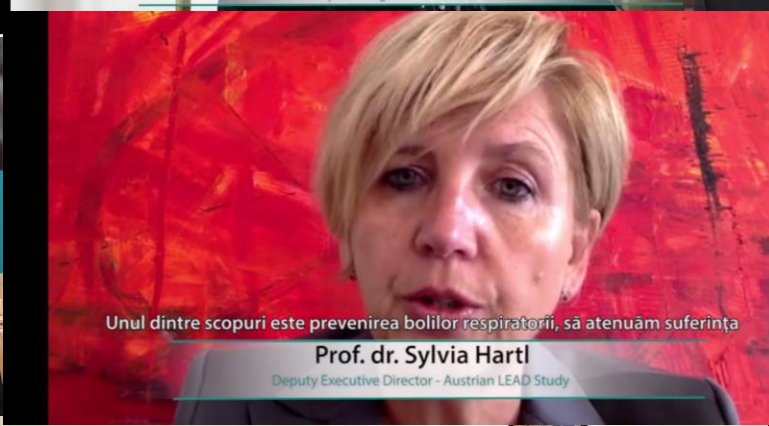 Unul dintre scopuri este prevenirea bolilor respiratorii, să atenuăm suferința
Prof. dr. Sylvia Hartl
Deputy Executive Director - Austrian LEAD Study